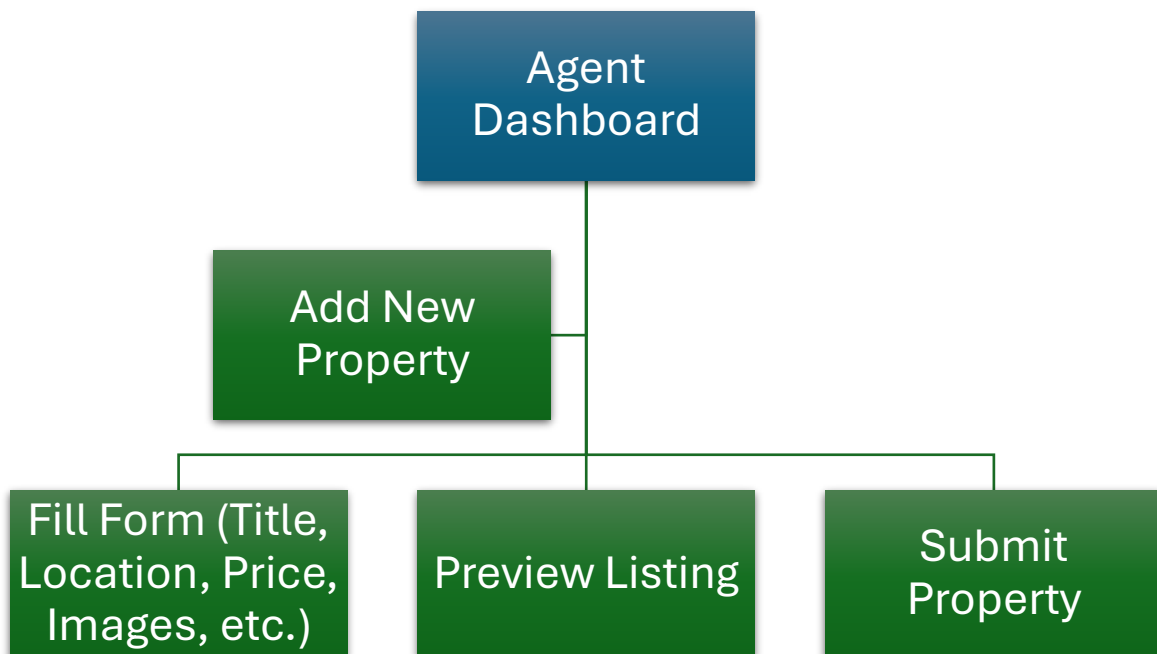 Agent
Dashboard
Add New
Property
Fill Form (Title,
Location, Price,
Images, etc.)
Preview Listing
Submit
Property